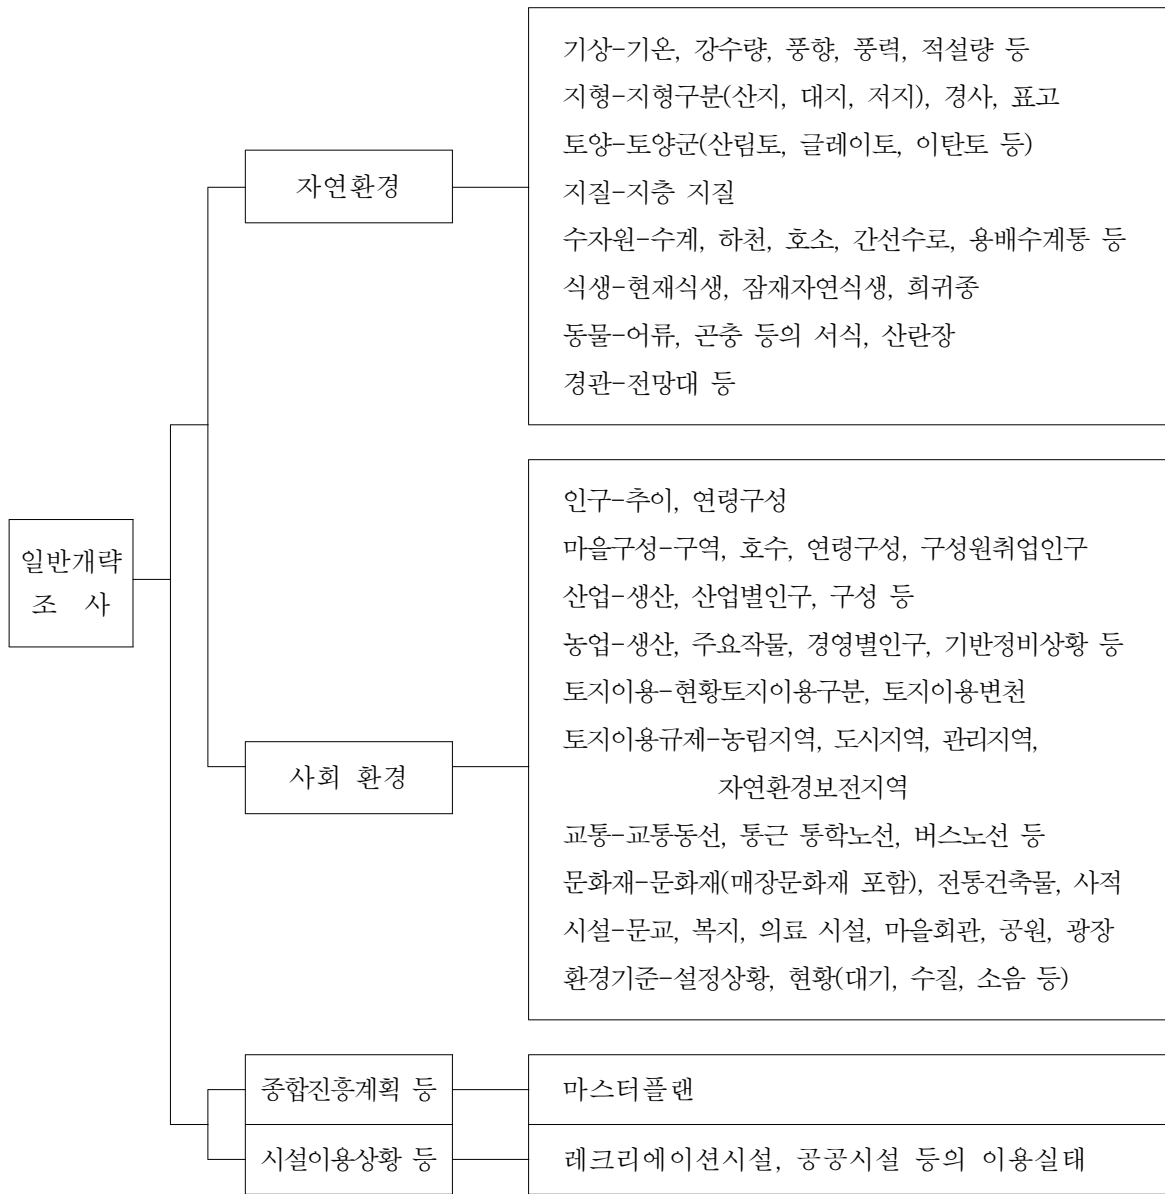 일반개략
조 사
자연환경
기상-기온, 강수량, 풍향, 풍력, 적설량 등
지형-지형구분(산지, 대지, 저지), 경사, 표고
토양-토양군(산림토, 글레이토, 이탄토 등)
지질-지층 지질
수자원-수계, 하천, 호소, 간선수로, 용배수계통 등
식생-현재식생, 잠재자연식생, 희귀종
동물-어류, 곤충 등의 서식, 산란장
경관-전망대 등
사회 환경
인구-추이, 연령구성
마을구성-구역, 호수, 연령구성, 구성원취업인구
산업-생산, 산업별인구, 구성 등
농업-생산, 주요작물, 경영별인구, 기반정비상황 등
토지이용-현황토지이용구분, 토지이용변천
토지이용규제-농림지역, 도시지역, 관리지역,
자연환경보전지역
교통-교통동선, 통근 통학노선, 버스노선 등
문화재-문화재(매장문화재 포함), 전통건축물, 사적
시설-문교, 복지, 의료 시설, 마을회관, 공원, 광장
환경기준-설정상황, 현황(대기, 수질, 소음 등)
종합진흥계획 등
마스터플랜
시설이용상황 등
레크리에이션시설, 공공시설 등의 이용실태